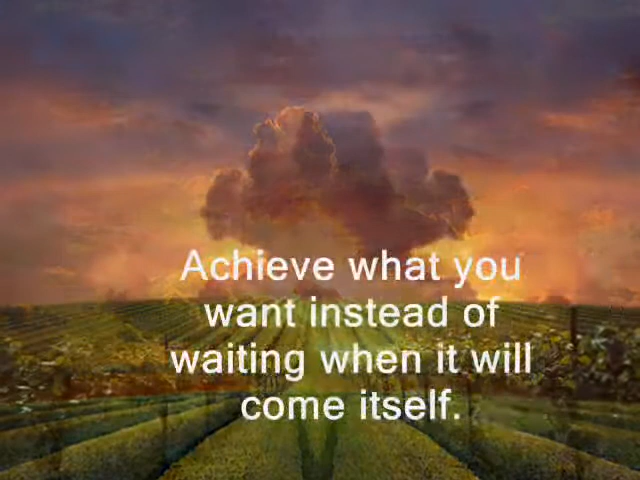 Achieve what you
want instead of
waiting when it will
come itself.